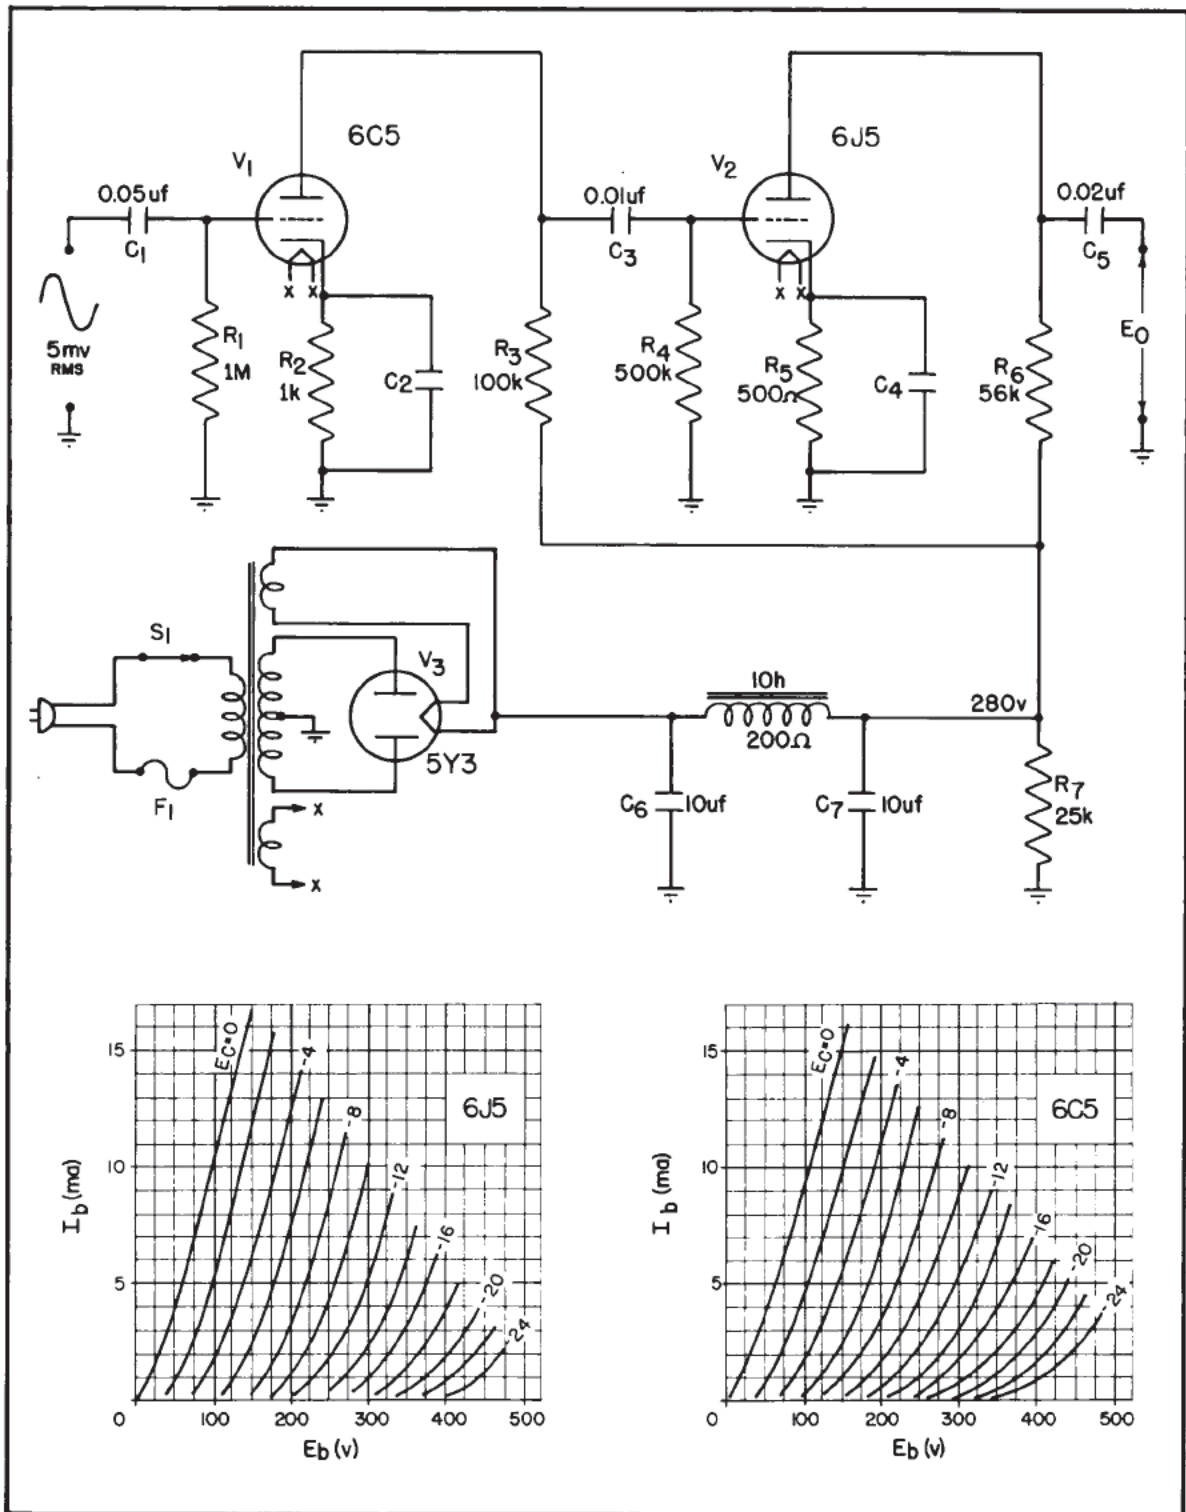 6C5
6J5
V1
V2
0.05uf
C1
0.01uf
C3
0.02uf
C5
X X
X X
5mv
RMS
R1
1M
R2
1k
C2
R3
100k
R4
500k
R5
500Ω
C4
R6
56k
E0
S1
F1
V3
5Y3
X
X
10h
200Ω
280v
C6
10uf
C7
10uf
R7
25k
EC=0
-4
-8
-12
-16
-20
-24
6J5
15
10
5
0
100
200
300
400
500
Ib (ma)
Eb (v)
EC=0
-4
-8
-12
-16
-20
-24
6C5
15
10
5
0
100
200
300
400
500
Ib (ma)
Eb (v)